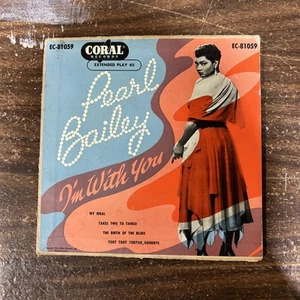 EC-81059
CORAL
RECORDS
EXTENDED PLAY 45
EC-81059
Pearl
Bailey
I'm With You
MY IDEAL
TAKES TWO TO TANGO
THE BIRTH OF THE BLUES
TOOT TOOT TOOTSIE, GOODBYE